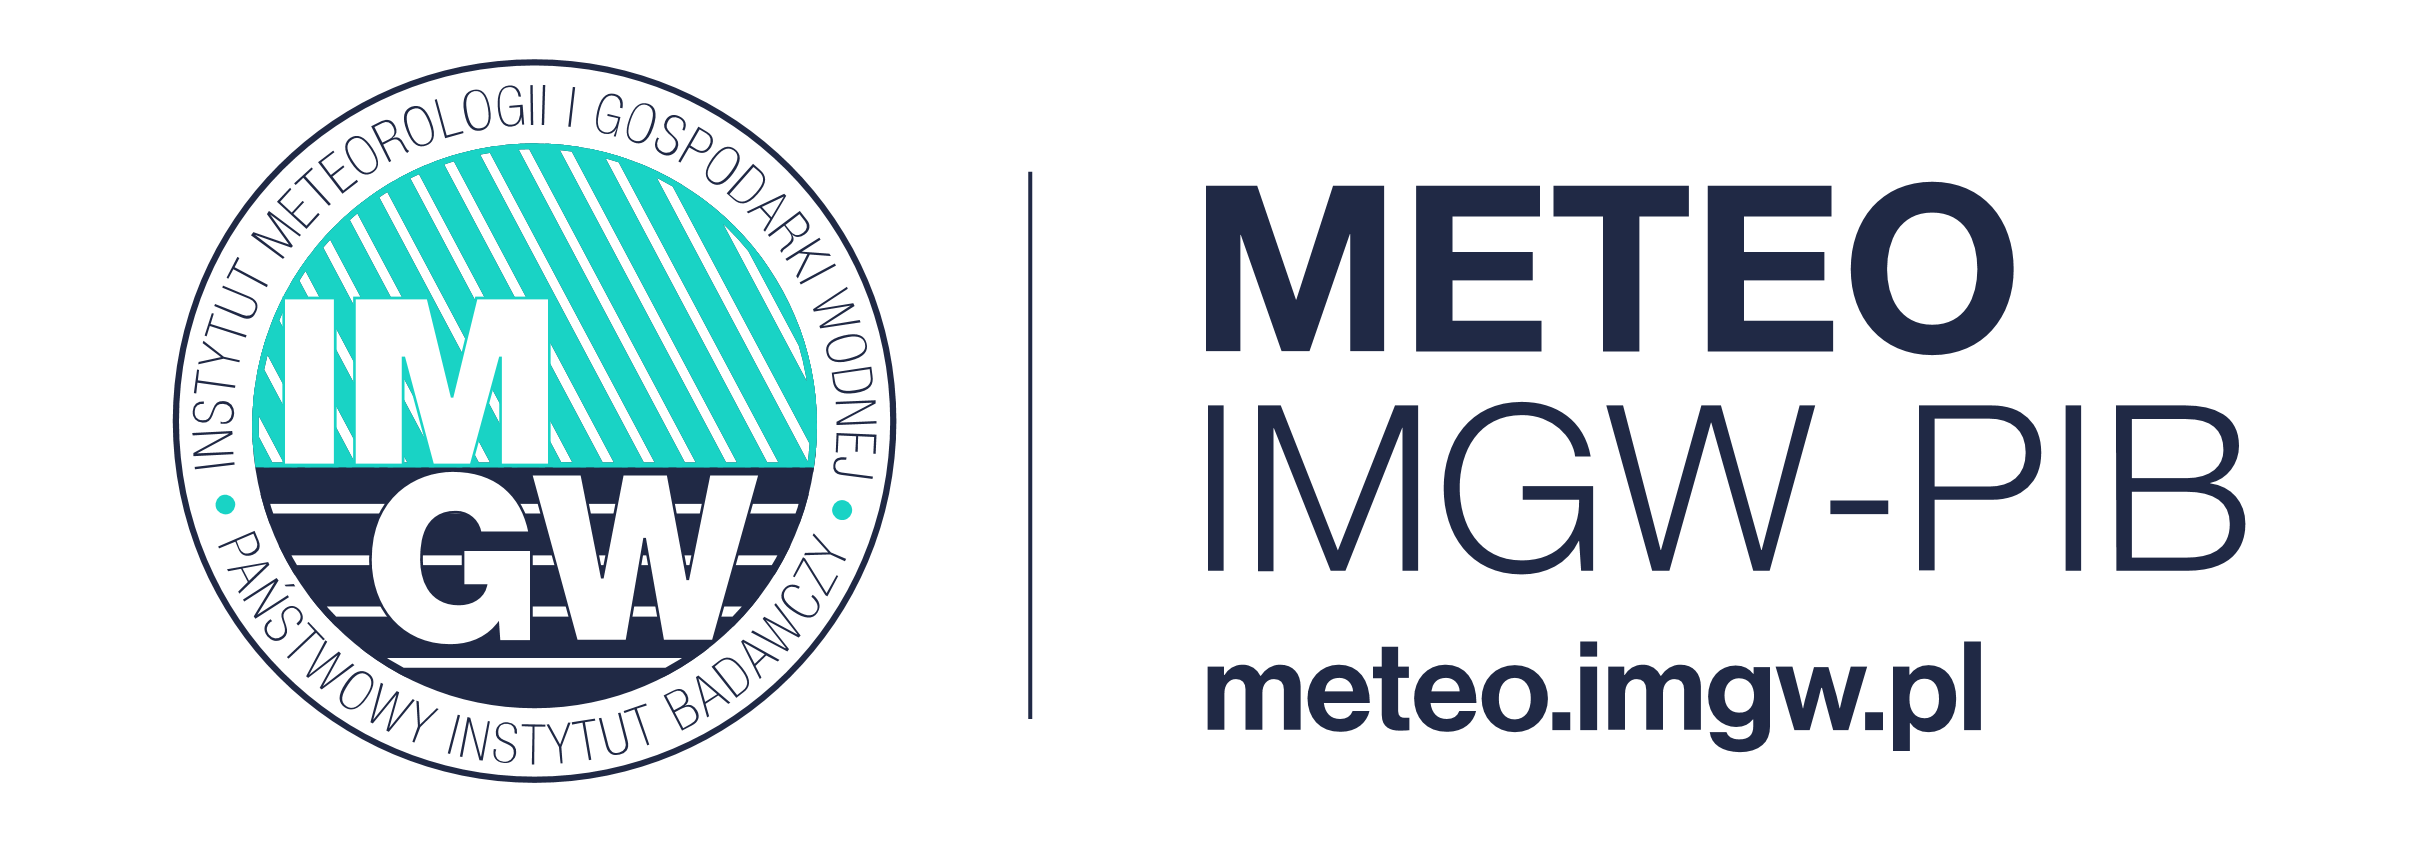 INSTYTUT METEOROLOGII I GOSPODARKI WODNEJ
IM
GW
PAŃSTWOWY INSTYTUT BADAWCZY
METEO
IMGW-PIB
meteo.imgw.pl